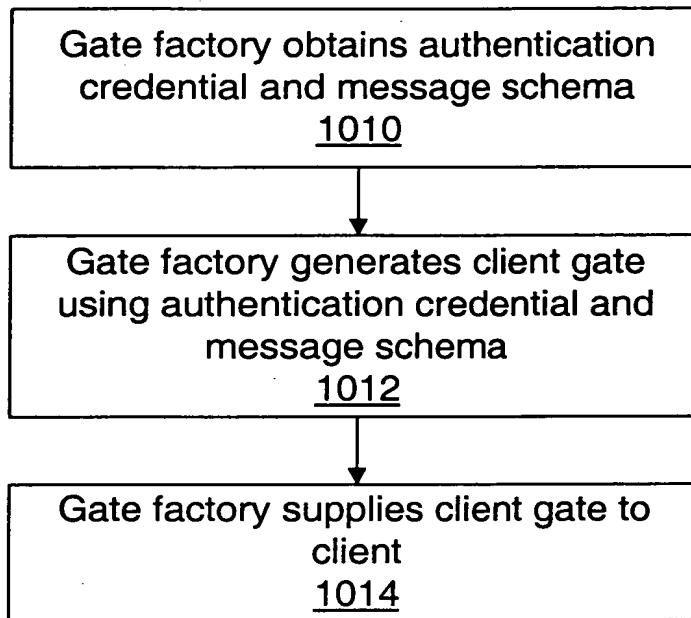 Gate factory obtains authentication
credential and message schema
1010
Gate factory generates client gate
using authentication credential and
message schema
1012
Gate factory supplies client gate to
client
1014